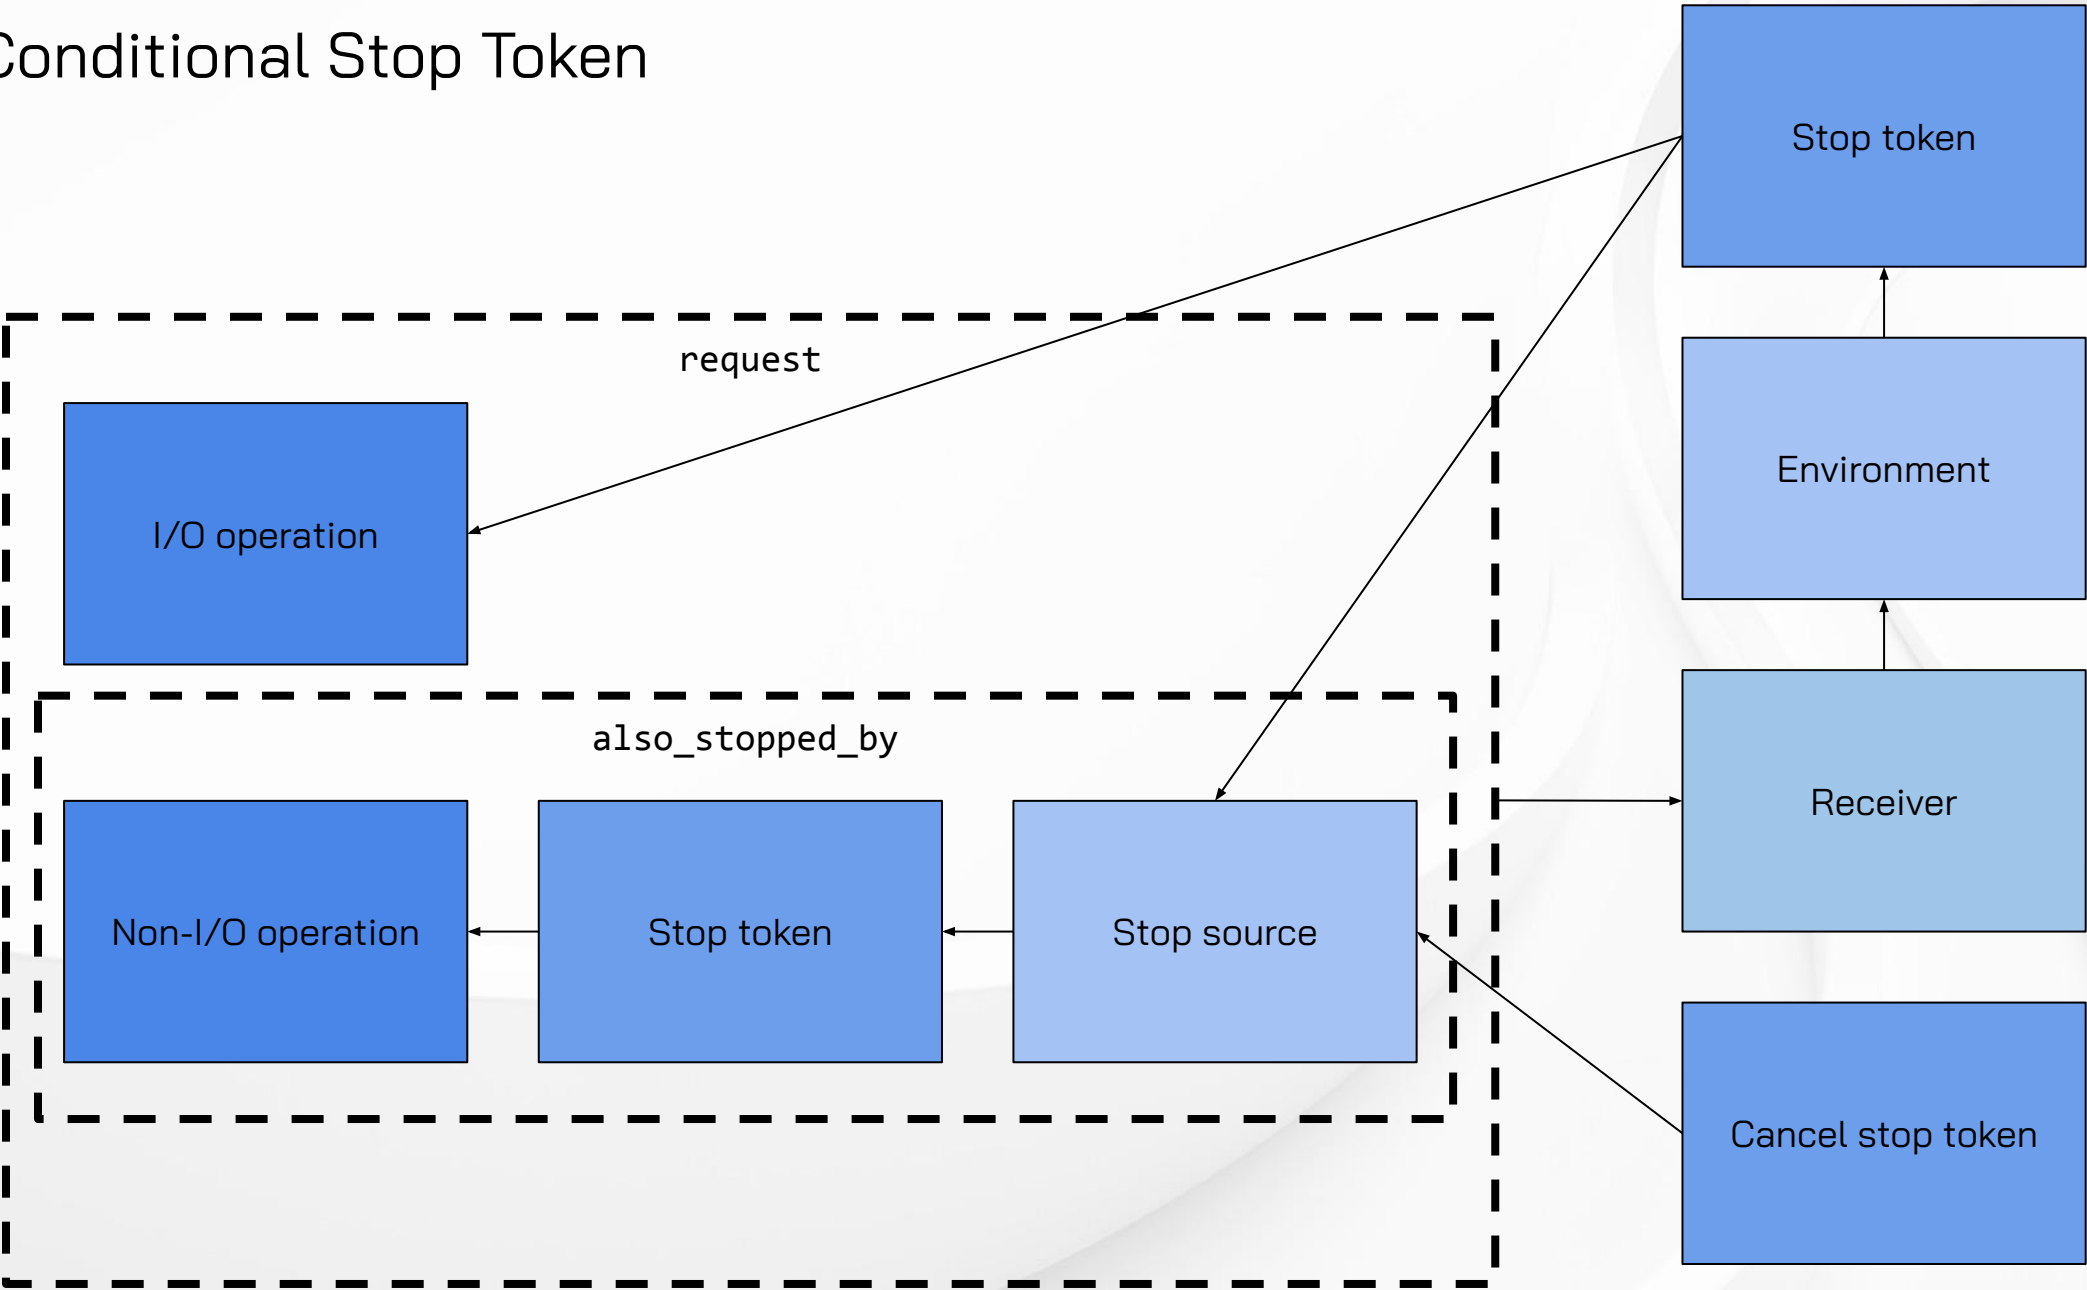 Conditional Stop Token
Stop token
request
Environment
I/O operation
also_stopped_by
Receiver
Non-I/O operation
Stop token
Stop source
Cancel stop token